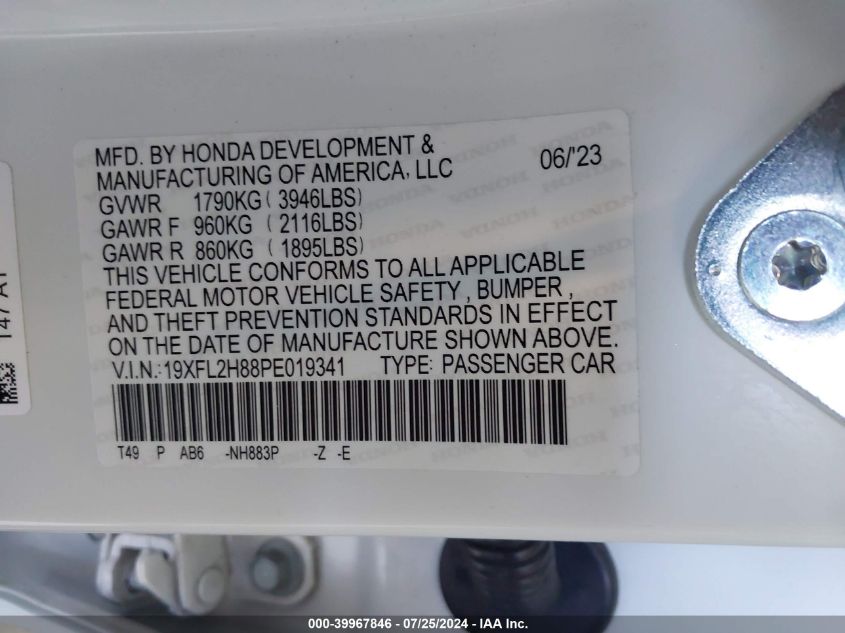 MFD. BY HONDA DEVELOPMENT &
MANUFACTURING OF AMERICA, LLC 06/'23
GVWR 1790KG ( 3946LBS)
GAWR F 960KG ( 2116LBS)
GAWR R 860KG ( 1895LBS)
THIS VEHICLE CONFORMS TO ALL APPLICABLE
FEDERAL MOTOR VEHICLE SAFETY , BUMPER ,
AND THEFT PREVENTION STANDARDS IN EFFECT
ON THE DATE OF MANUFACTURE SHOWN ABOVE.
V.I.N.:19XFL2H88PE019341 TYPE: PASSENGER CAR
T49 P AB6 -NH883P -Z -E
000-39967846 - 07/25/2024 - IAA Inc.